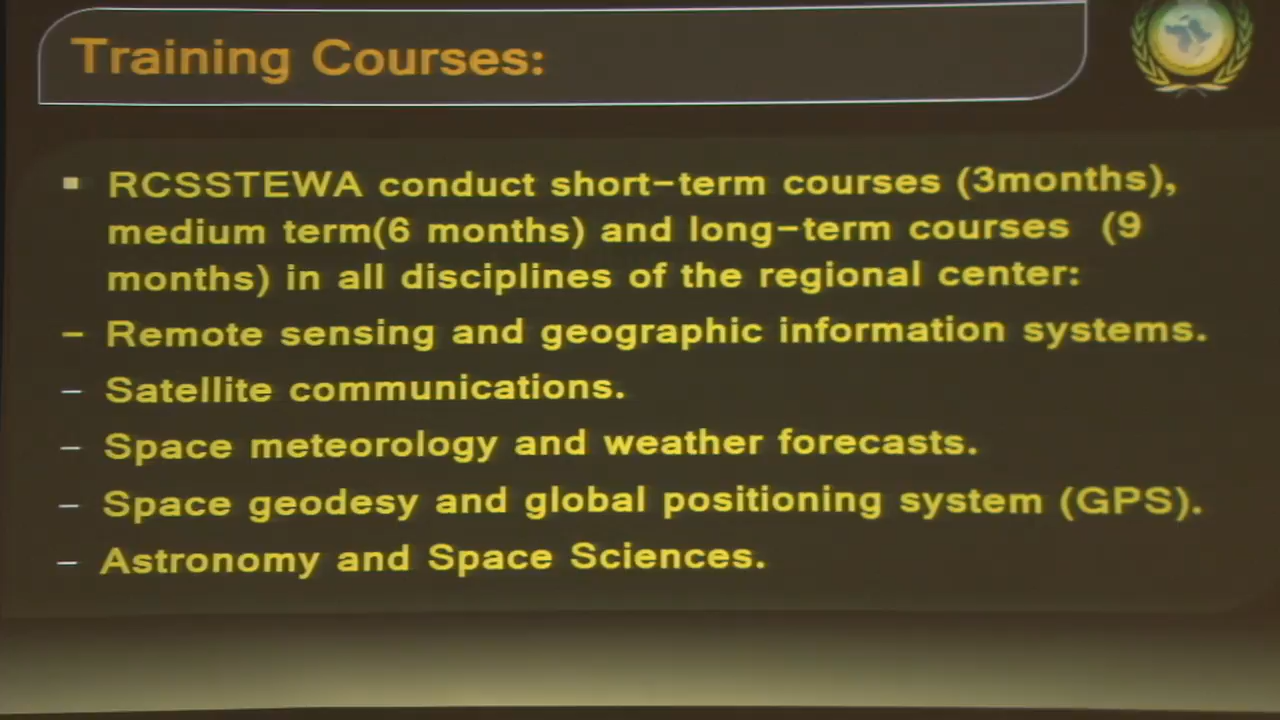 Training Courses:
▪ RCSSTEWA conduct short-term courses (3months),
medium term(6 months) and long-term courses (9
months) in all disciplines of the regional center:
– Remote sensing and geographic information systems.
– Satellite communications.
– Space meteorology and weather forecasts.
– Space geodesy and global positioning system (GPS).
– Astronomy and Space Sciences.